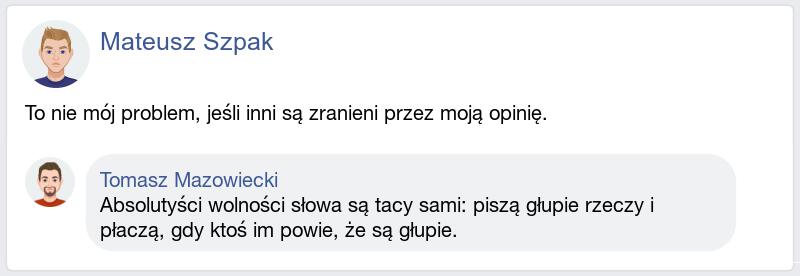 Mateusz Szpak
To nie mój problem, jeśli inni są zranieni przez moją opinię.
Tomasz Mazowiecki
Absolutyści wolności słowa są tacy sami: piszą głupie rzeczy i
płaczą, gdy ktoś im powie, że są głupie.